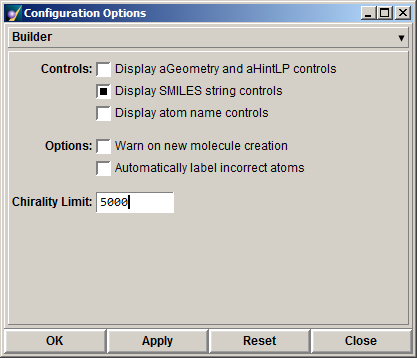 Configuration Options
Builder
Controls: Display aGeometry and aHintLP controls
Display SMILES string controls
Display atom name controls
Options: Warn on new molecule creation
Automatically label incorrect atoms
Chirality Limit: 5000
OK Apply Reset Close